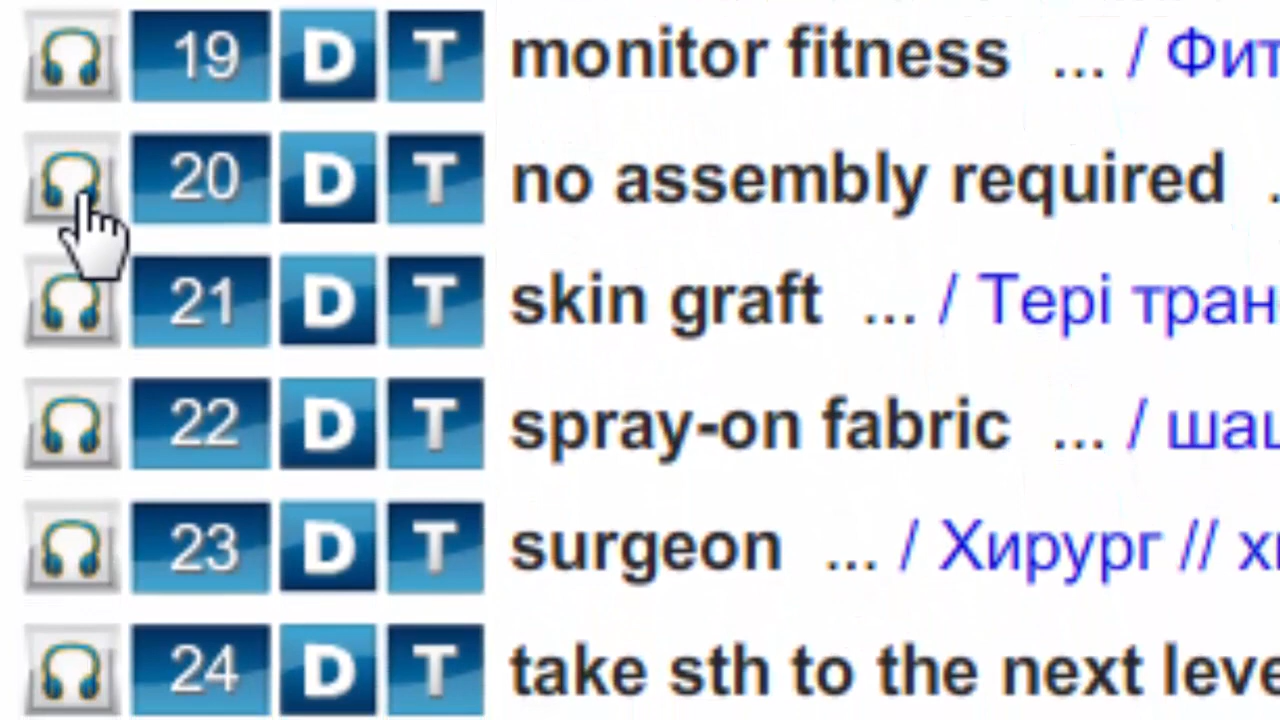 19 D T monitor fitness ... / Фит
20 D T no assembly required .
21 D T skin graft ... / Тері тран
22 D T spray-on fabric ... / шаш
23 D T surgeon ... / Хирург // хи
24 D T take sth to the next leve